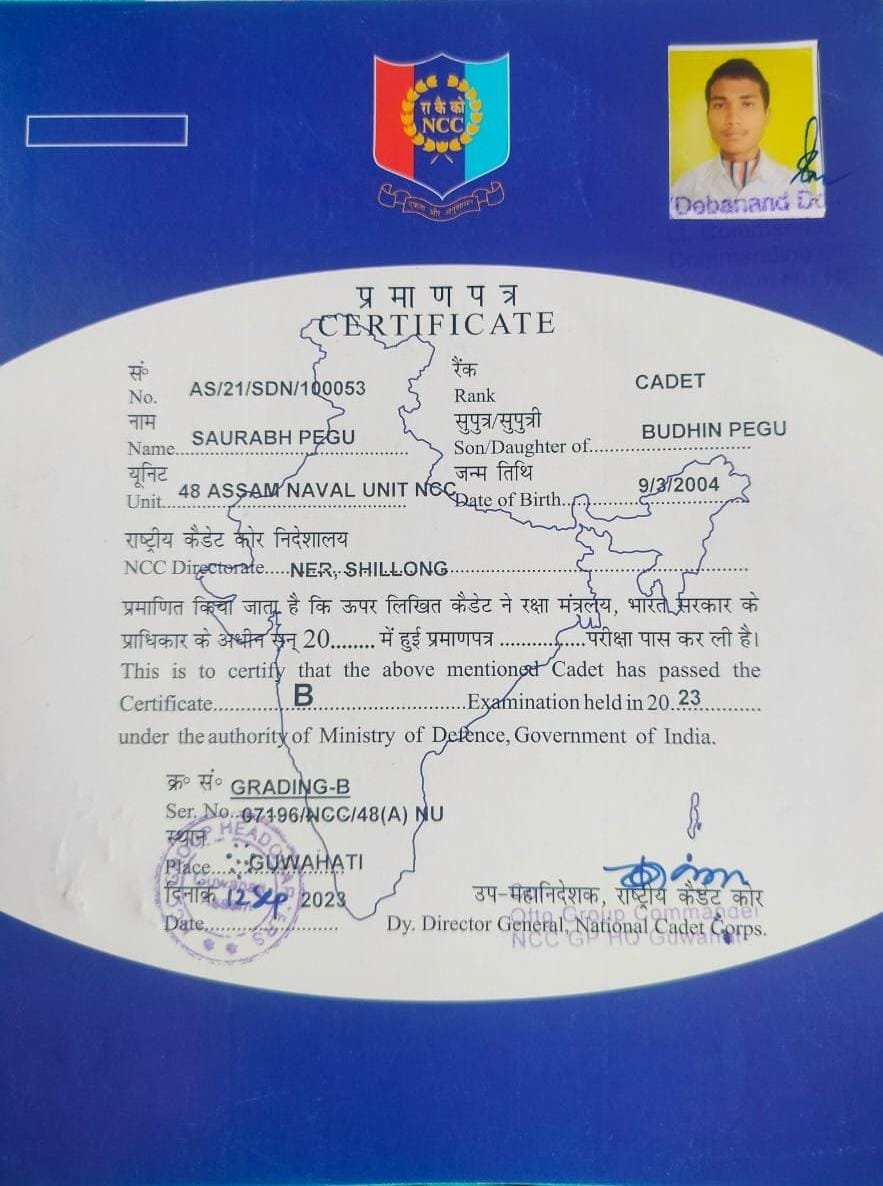 रा कै को
NCC
एकता और अनुशासन
Debanand
प्रमाणपत्र
CERTIFICATE
सं० No. AS/21/SDN/100053 रैंक Rank CADET
नाम Name SAURABH PEGU सुपुत्र/सुपुत्री Son/Daughter of BUDHIN PEGU
यूनिट Unit 48 ASSAM NAVAL UNIT NCC जन्म तिथि Date of Birth 9/3/2004
राष्ट्रीय कैडेट कोर निदेशालय
NCC Directorate.....NER, SHILLONG
प्रमाणित किया जाता है कि ऊपर लिखित कैडेट ने रक्षा मंत्रलय, भारत सरकार के
प्राधिकार के अधीन सन् 20........ में हुई प्रमाणपत्र ................परीक्षा पास कर ली है।
This is to certify that the above mentioned Cadet has passed the
Certificate B Examination held in 20 23
under the authority of Ministry of Defence, Government of India.
क्र० सं० GRADING-B
Ser. No. 07196/NCC/48(A) NU
स्थान
Place GUWAHATI
दिनांक 12 Sep 2023
Date
उप-महानिदेशक, राष्ट्रीय कैडेट कोर
Dy. Director General, National Cadet Corps.
Group Commander
NCC GP HQ Guwahati